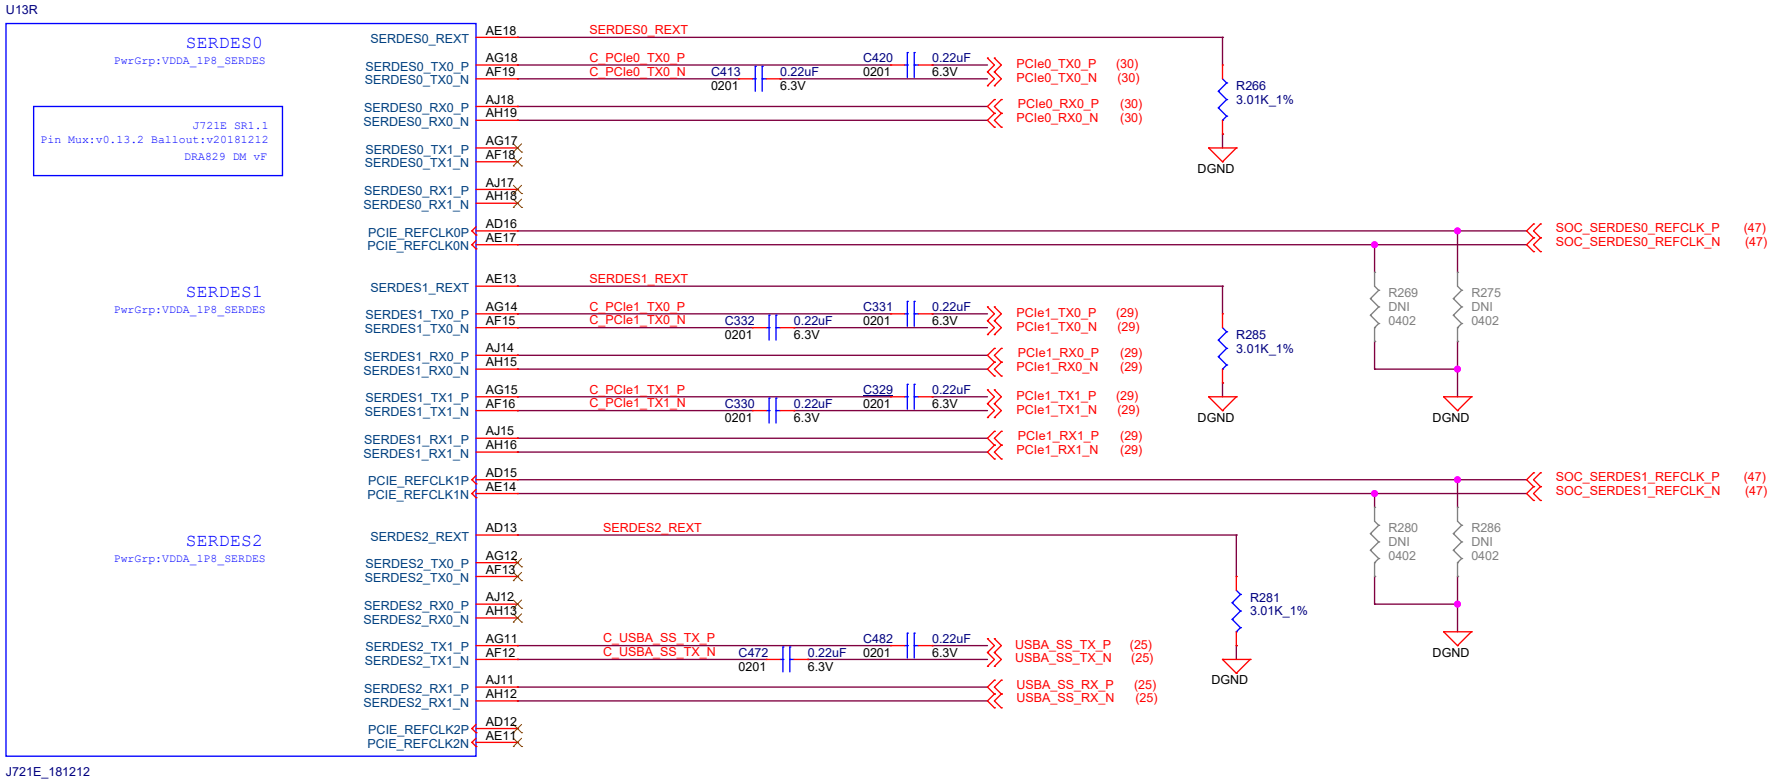 U13R
SERDES0
PwrGrp:VDDA_1P8_SERDES
J721E SR1.1
Pin Mux:v0.13.2 Ballout:v20181212
DRA829 DM vF
SERDES0_REXT AE18 SERDES0_REXT
SERDES0_TX0_P AG18 C_PCIe0_TX0_P C420 0.22uF PCIe0_TX0_P (30)
SERDES0_TX0_N AF19 C_PCIe0_TX0_N C413 0.22uF 0201 6.3V PCIe0_TX0_N (30)
0201 6.3V
R266
3.01K_1%
SERDES0_RX0_P AJ18 PCIe0_RX0_P (30)
SERDES0_RX0_N AH19 PCIe0_RX0_N (30)
SERDES0_TX1_P AG17
SERDES0_TX1_N AF18
DGND
SERDES0_RX1_P AJ17
SERDES0_RX1_N AH18
PCIE_REFCLK0P AD16 SOC_SERDES0_REFCLK_P (47)
PCIE_REFCLK0N AE17 SOC_SERDES0_REFCLK_N (47)
SERDES1
PwrGrp:VDDA_1P8_SERDES
SERDES1_REXT AE13 SERDES1_REXT
R269 R275
DNI DNI
0402 0402
SERDES1_TX0_P AG14 C_PCIe1_TX0_P C331 0.22uF PCIe1_TX0_P (29)
SERDES1_TX0_N AF15 C_PCIe1_TX0_N C332 0.22uF 0201 6.3V PCIe1_TX0_N (29)
0201 6.3V
R285
3.01K_1%
SERDES1_RX0_P AJ14 PCIe1_RX0_P (29)
SERDES1_RX0_N AH15 PCIe1_RX0_N (29)
SERDES1_TX1_P AG15 C_PCIe1_TX1_P C329 0.22uF PCIe1_TX1_P (29)
SERDES1_TX1_N AF16 C_PCIe1_TX1_N C330 0.22uF 0201 6.3V PCIe1_TX1_N (29)
0201 6.3V
DGND DGND
SERDES1_RX1_P AJ15 PCIe1_RX1_P (29)
SERDES1_RX1_N AH16 PCIe1_RX1_N (29)
PCIE_REFCLK1P AD15 SOC_SERDES1_REFCLK_P (47)
PCIE_REFCLK1N AE14 SOC_SERDES1_REFCLK_N (47)
SERDES2
PwrGrp:VDDA_1P8_SERDES
SERDES2_REXT AD13 SERDES2_REXT
R280 R286
DNI DNI
0402 0402
SERDES2_TX0_P AG12
SERDES2_TX0_N AF13
SERDES2_RX0_P AJ12
SERDES2_RX0_N AH13
R281
3.01K_1%
SERDES2_TX1_P AG11 C_USBA_SS_TX_P C482 0.22uF USBA_SS_TX_P (25)
SERDES2_TX1_N AF12 C_USBA_SS_TX_N C472 0.22uF 0201 6.3V USBA_SS_TX_N (25)
0201 6.3V
DGND
DGND
SERDES2_RX1_P AJ11 USBA_SS_RX_P (25)
SERDES2_RX1_N AH12 USBA_SS_RX_N (25)
PCIE_REFCLK2P AD12
PCIE_REFCLK2N AE11
J721E_181212